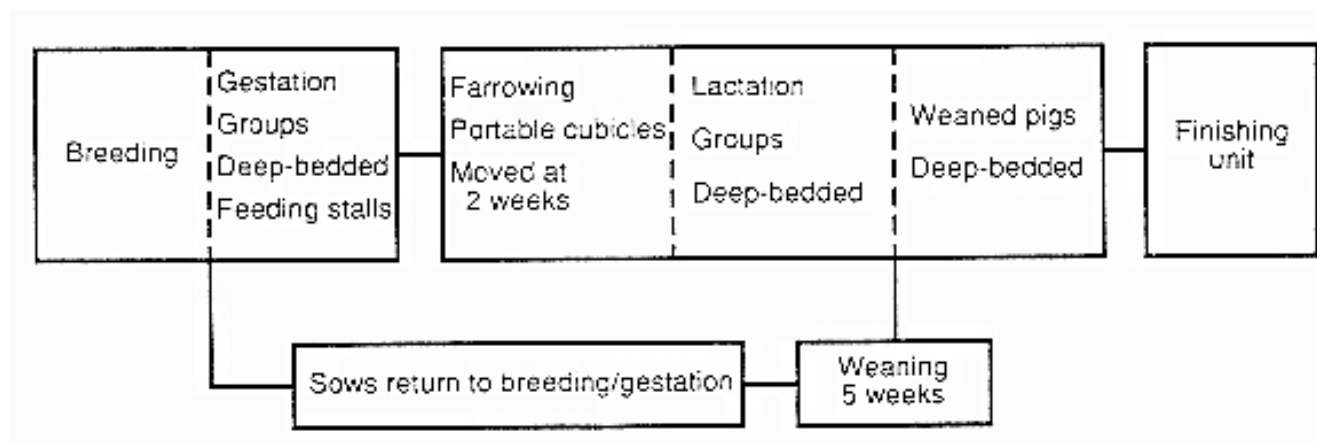 Breeding
Gestation
Groups
Deep-bedded
Feeding stalls
Farrowing
Portable cubicles
Moved at
2 weeks
Lactation
Groups
Deep-bedded
Weaned pigs
Deep-bedded
Finishing
unit
Sows return to breeding/gestation
Weaning
5 weeks